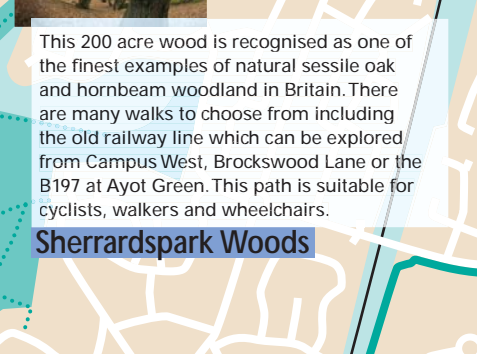 This 200 acre wood is recognised as one of
the finest examples of natural sessile oak
and hornbeam woodland in Britain. There
are many walks to choose from including
the old railway line which can be explored
from Campus West, Brockswood Lane or the
B197 at Ayot Green. This path is suitable for
cyclists, walkers and wheelchairs.
Sherrardspark Woods